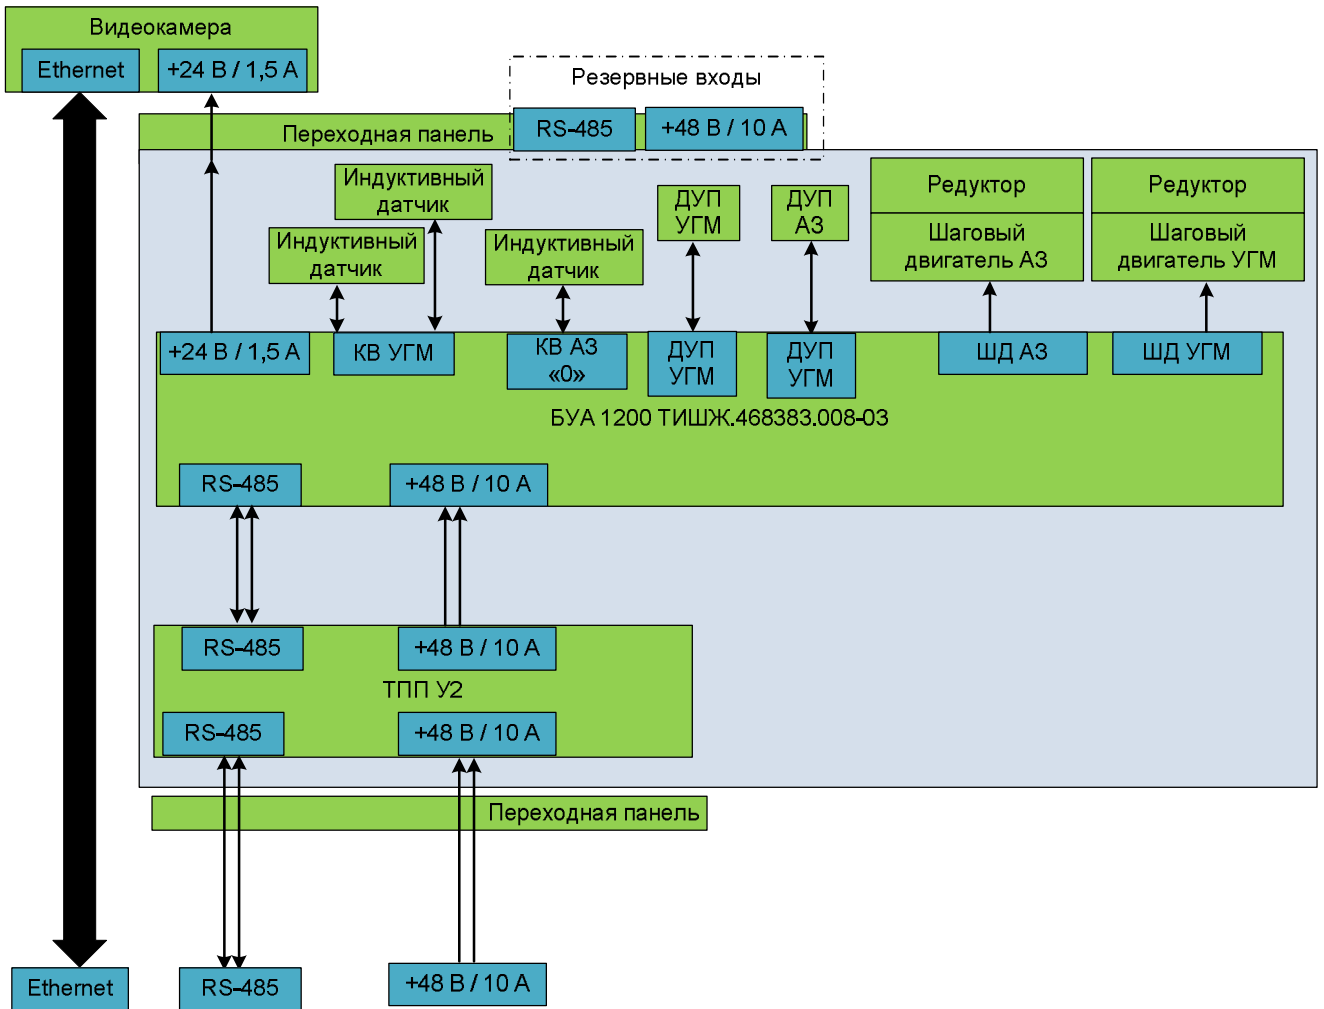 Видеокамера
Ethernet
+24 В / 1,5 А
Резервные входы
Переходная панель
RS-485
+48 В / 10 А
Индуктивный
датчик
Индуктивный
датчик
Индуктивный
датчик
ДУП
УГМ
ДУП
АЗ
Редуктор
Шаговый
двигатель АЗ
Редуктор
Шаговый
двигатель УГМ
+24 В / 1,5 А
КВ УГМ
КВ АЗ
«0»
ДУП
УГМ
ДУП
УГМ
ШД АЗ
ШД УГМ
БУА 1200 ТИШЖ.468383.008-03
RS-485
+48 В / 10 А
RS-485
+48 В / 10 А
ТПП У2
RS-485
+48 В / 10 А
Переходная панель
Ethernet
RS-485
+48 В / 10 А